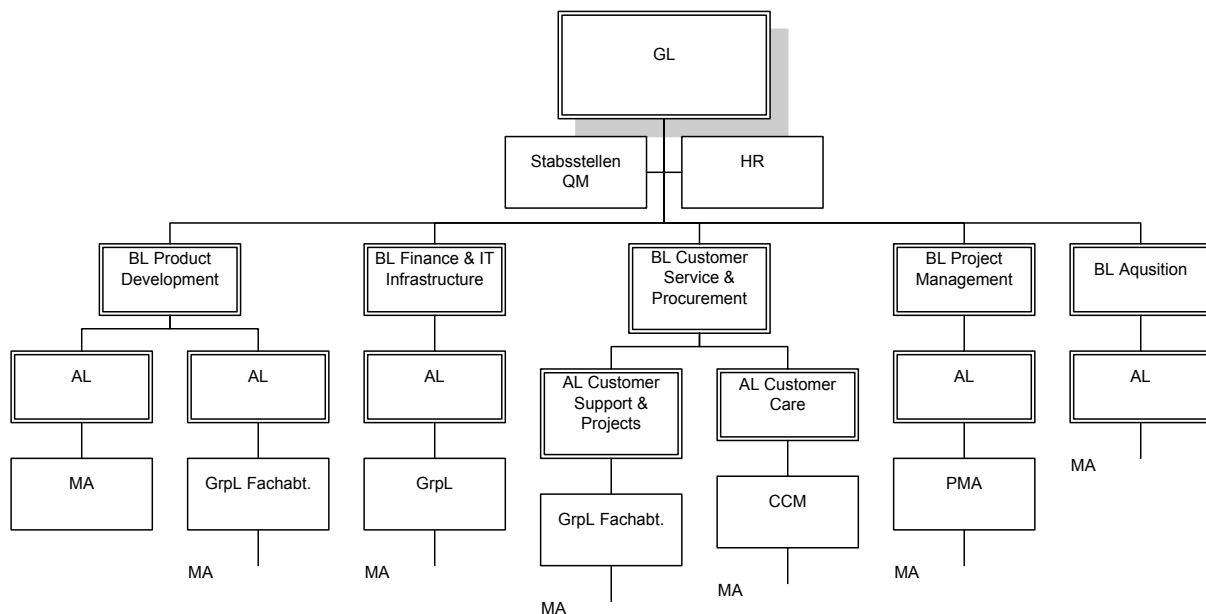 GL
Stabsstellen
QM
HR
BL Product
Development
BL Finance & IT
Infrastructure
BL Customer
Service &
Procurement
BL Project
Management
BL Aqusition
AL
AL
AL
AL Customer
Support &
Projects
AL Customer
Care
AL
AL
MA
GrpL Fachabt.
GrpL
GrpL Fachabt.
CCM
PMA
MA
MA
MA
MA
MA
MA